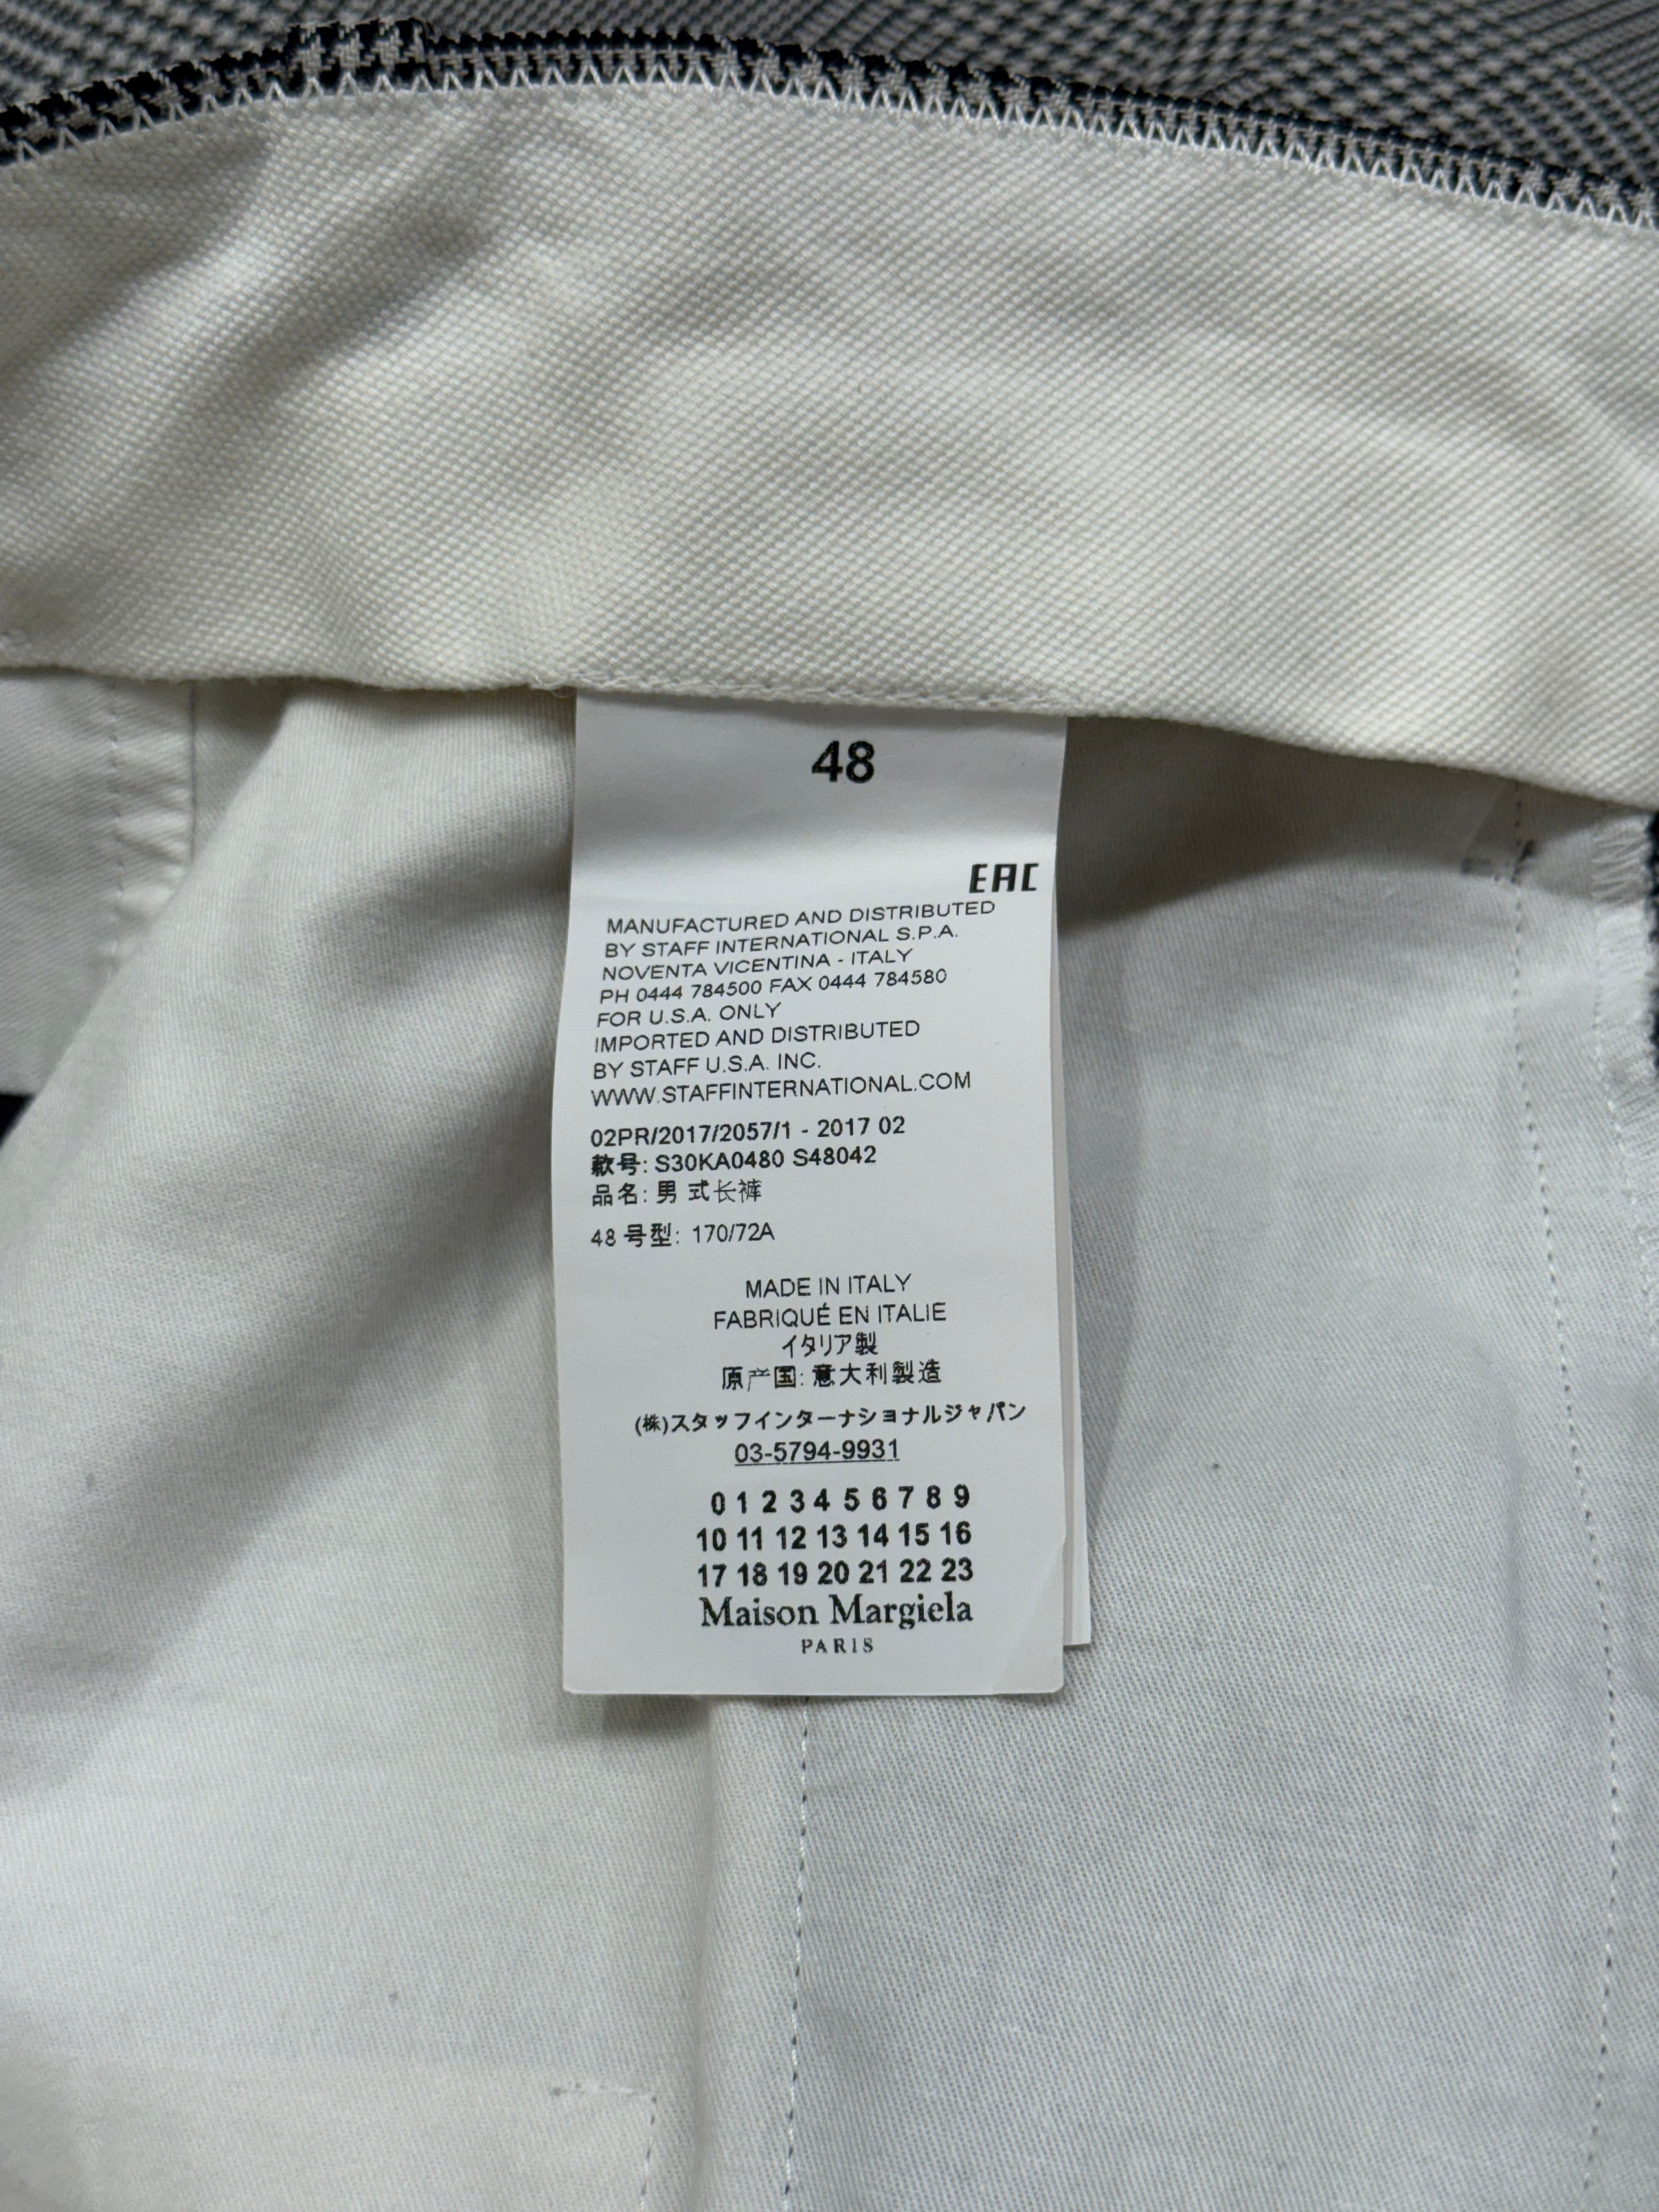 48
EAC
MANUFACTURED AND DISTRIBUTED
BY STAFF INTERNATIONAL S.P.A.
NOVENTA VICENTINA - ITALY
PH 0444 784500 FAX 0444 784580
FOR U.S.A. ONLY
IMPORTED AND DISTRIBUTED
BY STAFF U.S.A. INC.
WWW.STAFFINTERNATIONAL.COM
02PR/2017/2057/1 - 2017 02
款号: S30KA0480 S48042
品名: 男 式长裤
48 号型: 170/72A
MADE IN ITALY
FABRIQUÉ EN ITALIE
イタリア製
原产国: 意大利製造
(株)スタッフインターナショナルジャパン
03-5794-9931
0 1 2 3 4 5 6 7 8 9
10 11 12 13 14 15 16
17 18 19 20 21 22 23
Maison Margiela
PARIS